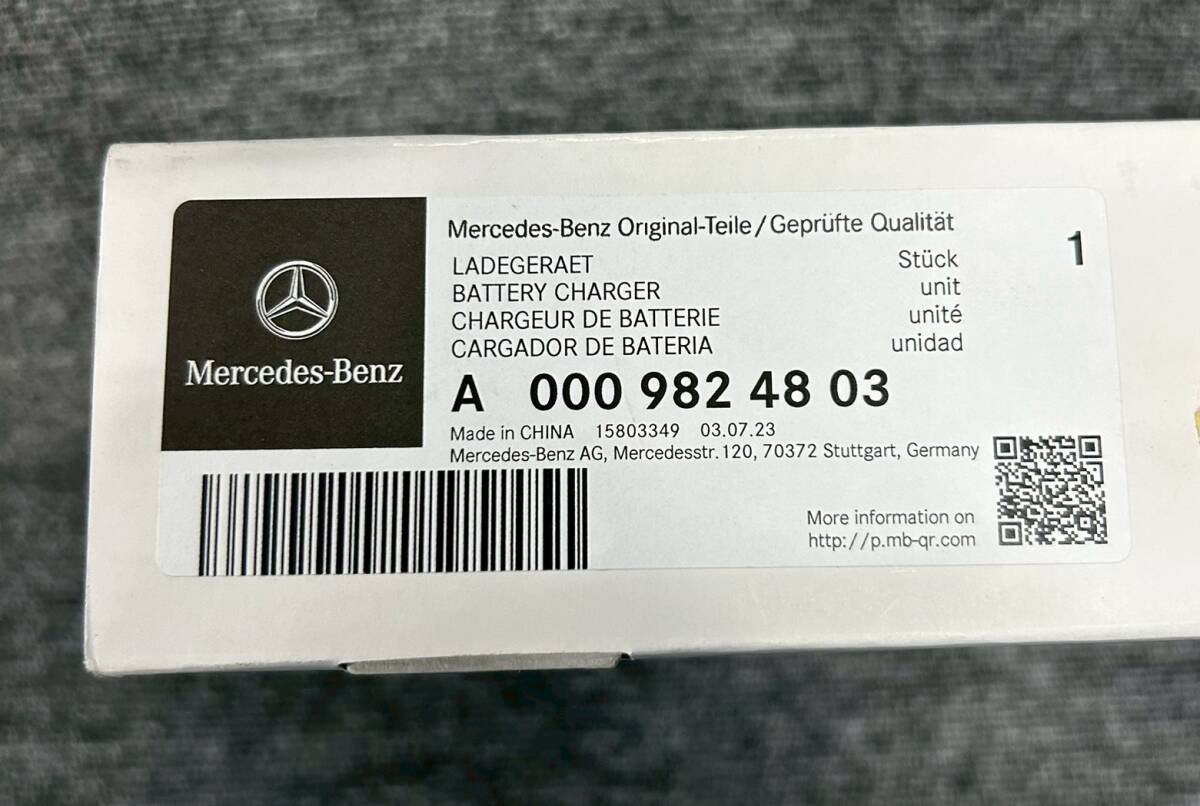 Mercedes-Benz
Mercedes-Benz Original-Teile/Geprüfte Qualität
1
LADEGERAET Stück
BATTERY CHARGER unit
CHARGEUR DE BATTERIE unité
CARGADOR DE BATERIA unidad
A 000 982 48 03
Made in CHINA 15803349 03.07.23
Mercedes-Benz AG, Mercedesstr. 120, 70372 Stuttgart, Germany
More information on
http://p.mb-qr.com